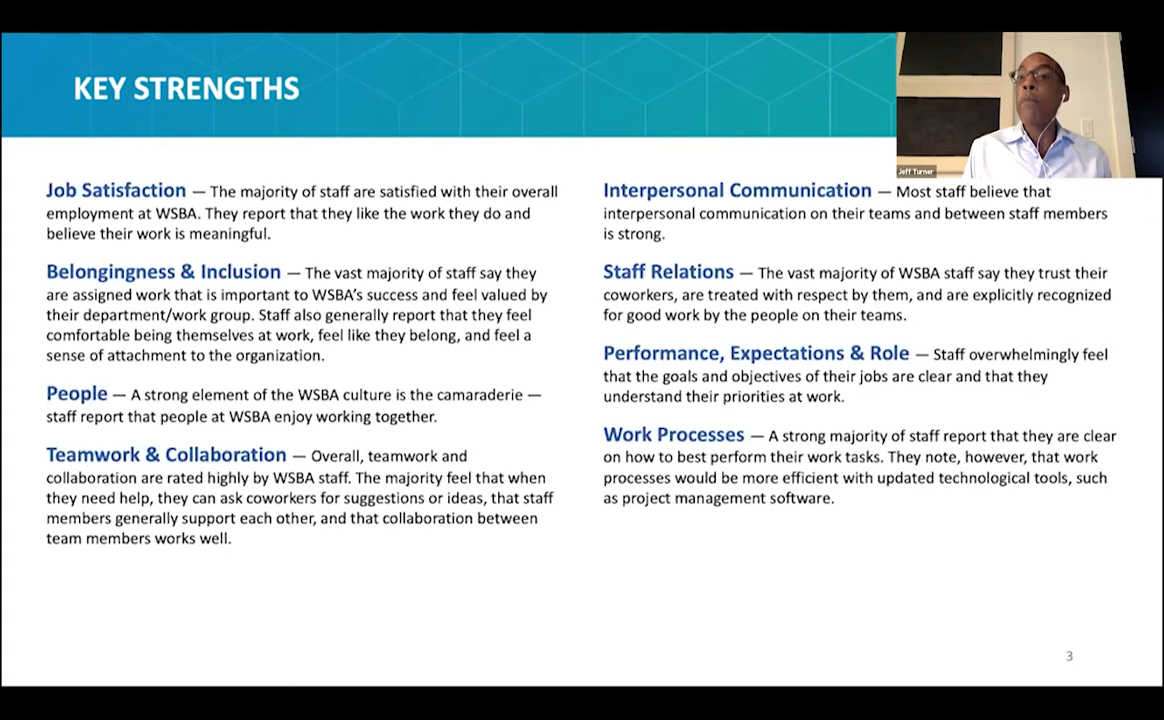 KEY STRENGTHS
Jeff Turner
Job Satisfaction — The majority of staff are satisfied with their overall
employment at WSBA. They report that they like the work they do and
believe their work is meaningful.
Belongingness & Inclusion — The vast majority of staff say they
are assigned work that is important to WSBA's success and feel valued by
their department/work group. Staff also generally report that they feel
comfortable being themselves at work, feel like they belong, and feel a
sense of attachment to the organization.
People — A strong element of the WSBA culture is the camaraderie —
staff report that people at WSBA enjoy working together.
Teamwork & Collaboration — Overall, teamwork and
collaboration are rated highly by WSBA staff. The majority feel that when
they need help, they can ask coworkers for suggestions or ideas, that staff
members generally support each other, and that collaboration between
team members works well.
Interpersonal Communication — Most staff believe that
interpersonal communication on their teams and between staff members
is strong.
Staff Relations — The vast majority of WSBA staff say they trust their
coworkers, are treated with respect by them, and are explicitly recognized
for good work by the people on their teams.
Performance, Expectations & Role — Staff overwhelmingly feel
that the goals and objectives of their jobs are clear and that they
understand their priorities at work.
Work Processes — A strong majority of staff report that they are clear
on how to best perform their work tasks. They note, however, that work
processes would be more efficient with updated technological tools, such
as project management software.
3